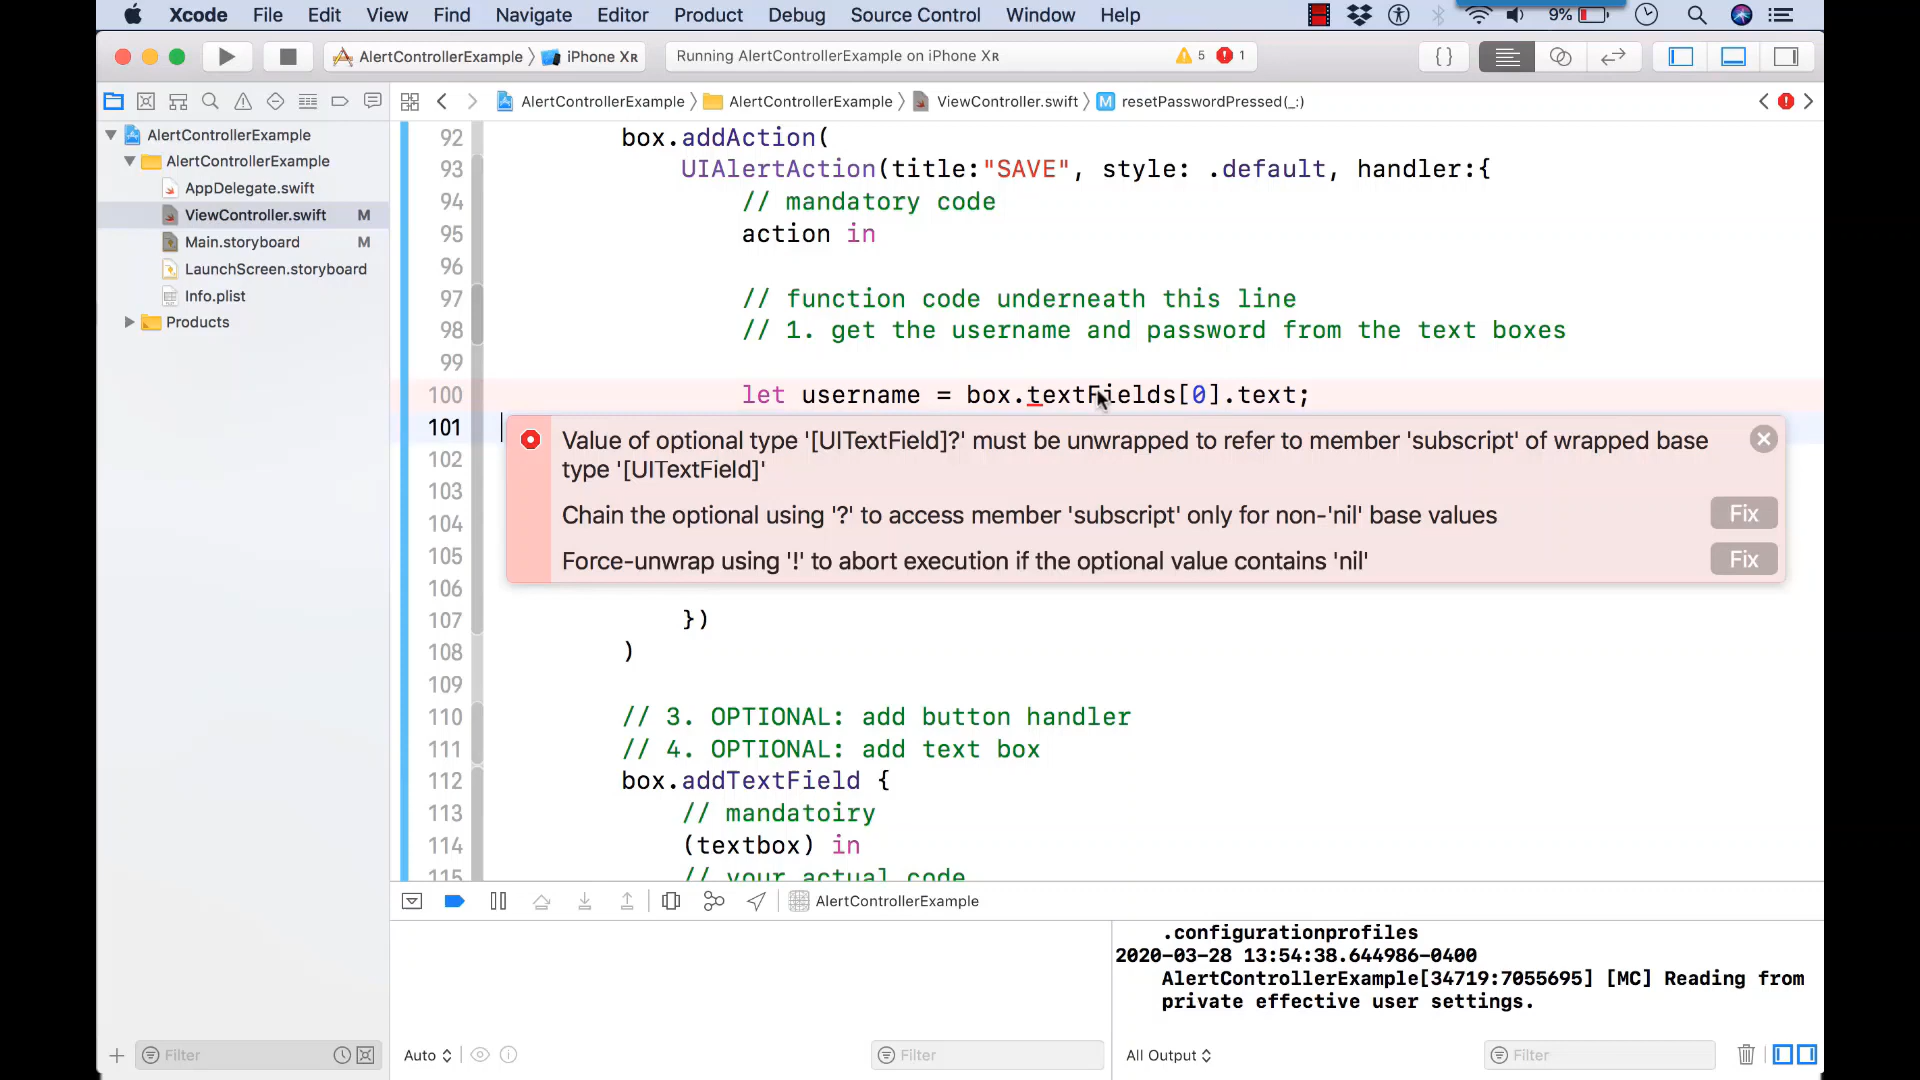 Xcode File Edit View Find Navigate Editor Product Debug Source Control Window Help 9%
AlertControllerExample iPhone XR Running AlertControllerExample on iPhone XR 5 1 { }
AlertControllerExample AlertControllerExample ViewController.swift M resetPasswordPressed(_:)
AlertControllerExample
AlertControllerExample
AppDelegate.swift
ViewController.swift M
Main.storyboard M
LaunchScreen.storyboard
Info.plist
Products
92 box.addAction(
93 UIAlertAction(title:"SAVE", style: .default, handler:{
94 // mandatory code
95 action in
96
97 // function code underneath this line
98 // 1. get the username and password from the text boxes
99
100 let username = box.textFields[0].text;
101
Value of optional type '[UITextField]?' must be unwrapped to refer to member 'subscript' of wrapped base
type '[UITextField]'
102
103
Chain the optional using '?' to access member 'subscript' only for non-'nil' base values Fix
104
105
Force-unwrap using '!' to abort execution if the optional value contains 'nil' Fix
106
107 })
108 )
109
110 // 3. OPTIONAL: add button handler
111 // 4. OPTIONAL: add text box
112 box.addTextField {
113 // mandatoiry
114 (textbox) in
115 // your actual code
AlertControllerExample
.configurationprofiles
2020-03-28 13:54:38.644986-0400
AlertControllerExample[34719:7055695] [MC] Reading from
private effective user settings.
Filter Auto Filter All Output Filter